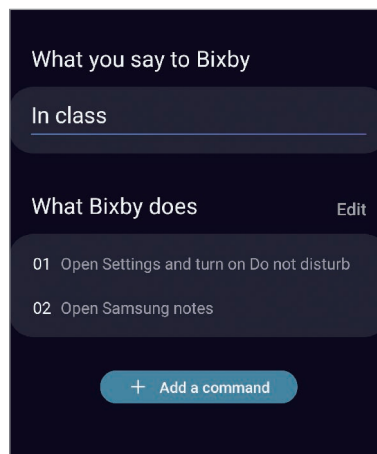 What you say to Bixby
In class
What Bixby does
Edit
01 Open Settings and turn on Do not disturb
02 Open Samsung notes
+ Add a command